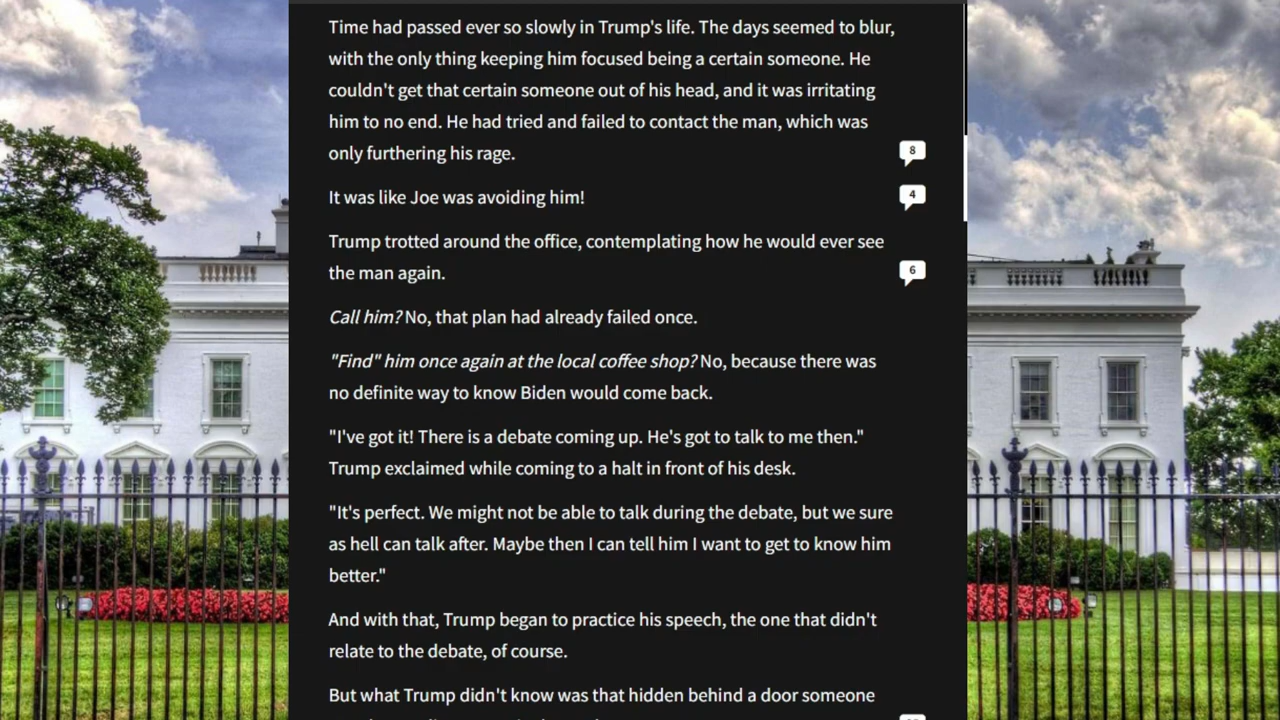 Time had passed ever so slowly in Trump's life. The days seemed to blur,
with the only thing keeping him focused being a certain someone. He
couldn't get that certain someone out of his head, and it was irritating
him to no end. He had tried and failed to contact the man, which was
only furthering his rage.
8
It was like Joe was avoiding him!
4
Trump trotted around the office, contemplating how he would ever see
the man again.
6
Call him? No, that plan had already failed once.
"Find" him once again at the local coffee shop? No, because there was
no definite way to know Biden would come back.
"I've got it! There is a debate coming up. He's got to talk to me then."
Trump exclaimed while coming to a halt in front of his desk.
"It's perfect. We might not be able to talk during the debate, but we sure
as hell can talk after. Maybe then I can tell him I want to get to know him
better."
And with that, Trump began to practice his speech, the one that didn't
relate to the debate, of course.
But what Trump didn't know was that hidden behind a door someone